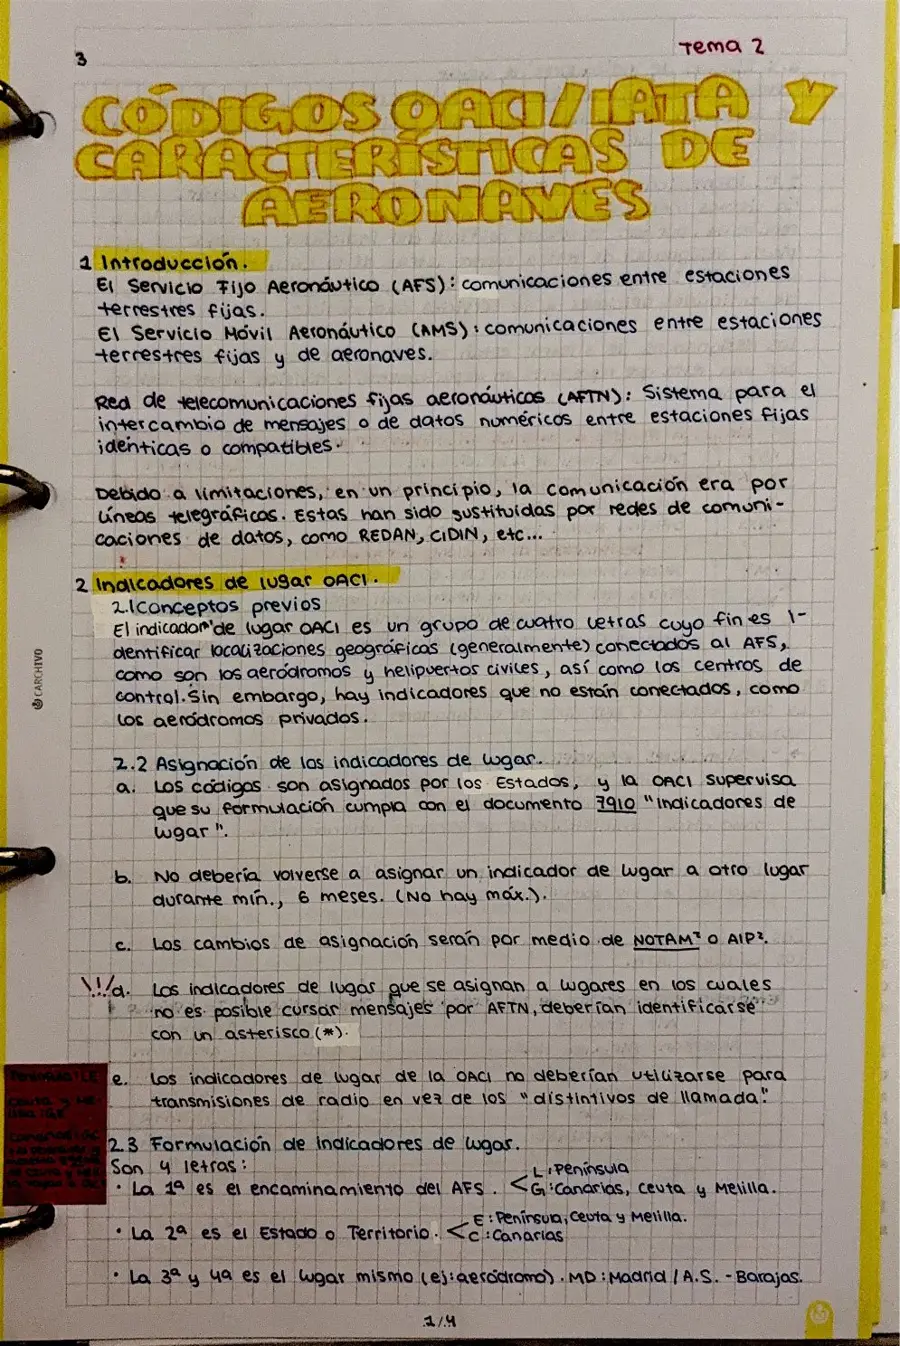 3
Tema 2
CÓDIGOS OACI/IATA Y
CARACTERÍSTICAS DE
AERONAVES
1 Introducción.
El Servicio Fijo Aeronáutico (AFS): comunicaciones entre estaciones
terrestres fijas.
El Servicio Móvil Aeronáutico (AMS): comunicaciones entre estaciones
terrestres fijas y de aeronaves.
Red de telecomunicaciones fijas aeronáuticas (AFTN): Sistema para el
intercambio de mensajes o de datos numéricos entre estaciones fijas
idénticas o compatibles.
Debido a limitaciones, en un principio, la comunicación era por
líneas telegráficas. Estas han sido sustituidas por redes de comuni-
caciones de datos, como REDAN, CIDIN, etc...
2 Indicadores de lugar OACI.
2.1 Conceptos previos
El indicador de lugar OACI es un grupo de cuatro letras cuyo fin es i-
dentificar localizaciones geográficas (generalmente) conectados al AFS,
como son los aeródromos y helipuertos civiles, así como los centros de
control. Sin embargo, hay indicadores que no están conectados, como
los aeródromos privados.
2.2 Asignación de los indicadores de lugar.
a. Los códigos son asignados por los Estados, y la OACI supervisa
que su formulación cumpla con el documento 7910 "indicadores de
lugar".
b. No debería volverse a asignar un indicador de lugar a otro lugar
durante mín., 6 meses. (No hay máx.).
c. Los cambios de asignación serán por medio de NOTAM² o AIP².
!!! d. Los indicadores de lugar que se asignan a lugares en los cuales
no es posible cursar mensajes por AFTN, deberían identificarse
con un asterisco (*).
e. Los indicadores de lugar de la OACI no deberían utilizarse para
transmisiones de radio en vez de los "distintivos de llamada".
2.3 Formulación de indicadores de lugar.
Son 4 letras:
· La 1ª es el encaminamiento del AFS. < L: Península
G: Canarias, Ceuta y Melilla.
· La 2ª es el Estado o Territorio. < E: Península, Ceuta y Melilla.
C: Canarias
· La 3ª y 4ª es el lugar mismo (ej: aeródromo). MD: Madrid / A.S. - Barajas.
1/4
CARCHIVO